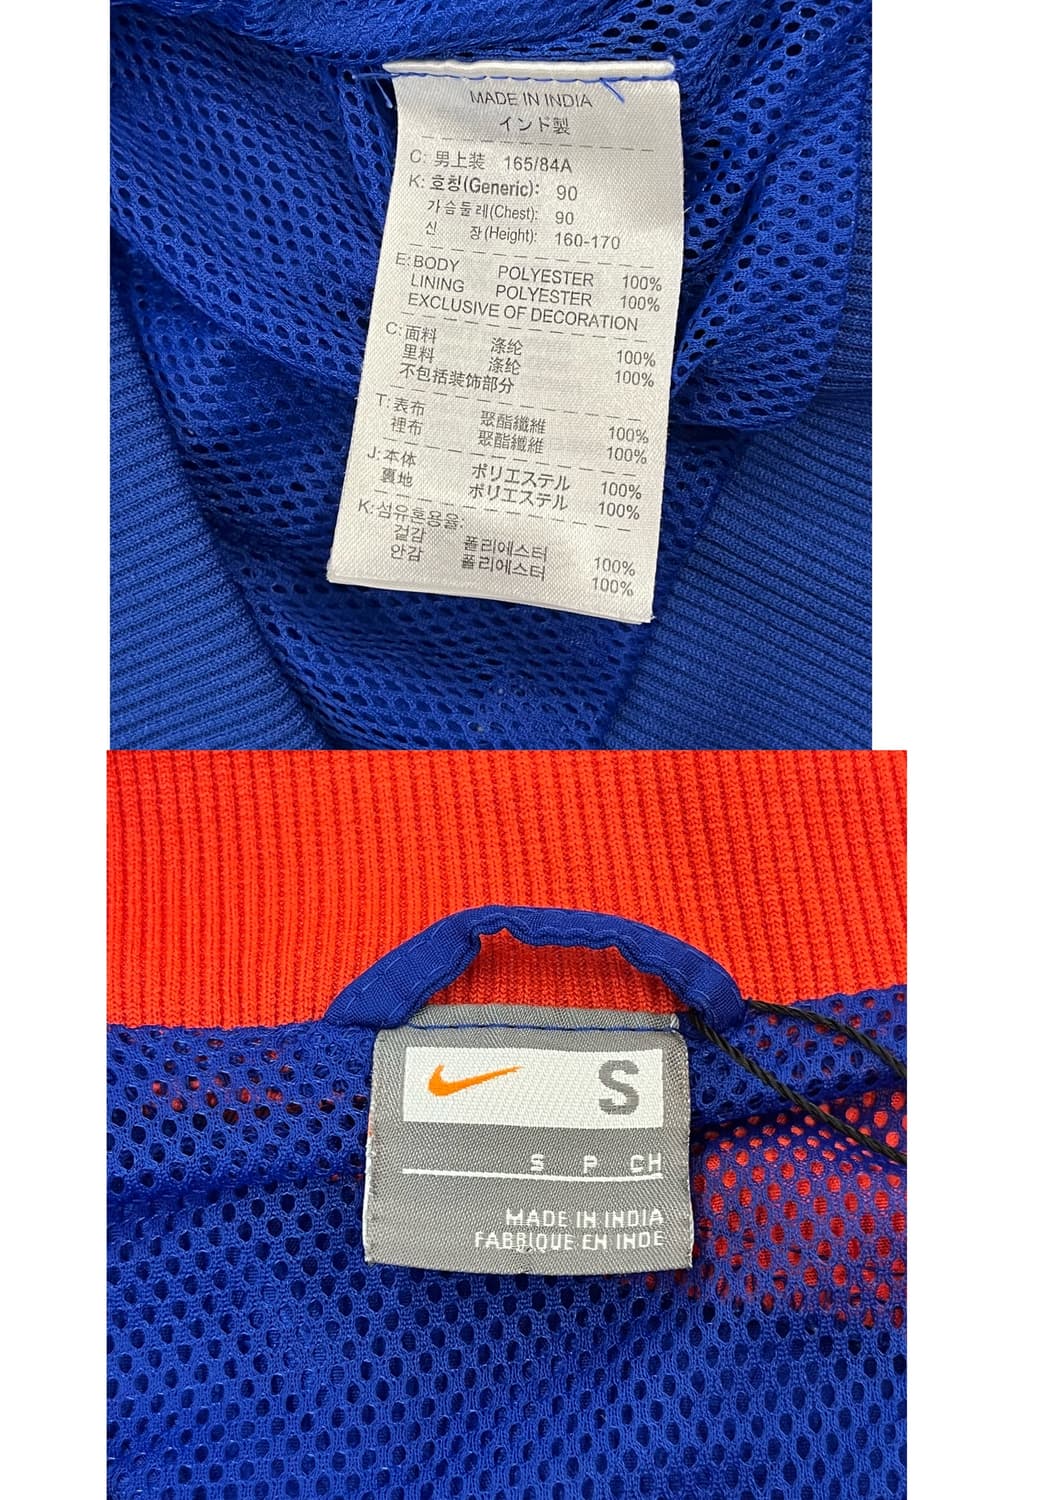 MADE IN INDIA
インド製
C: 男上装 165/84A
K: 호칭(Generic): 90
가슴둘레(Chest): 90
신 장(Height): 160-170
E: BODY POLYESTER 100%
LINING POLYESTER 100%
EXCLUSIVE OF DECORATION
C: 面料 涤纶 100%
里料 涤纶 100%
不包括装饰部分
T: 表布 聚酯纖維 100%
裡布 聚酯纖維 100%
J: 本体 ポリエステル 100%
裏地 ポリエステル 100%
K: 섬유혼용율:
겉감 폴리에스터 100%
안감 폴리에스터 100%
S
S P CH
MADE IN INDIA
FABRIQUE EN INDE